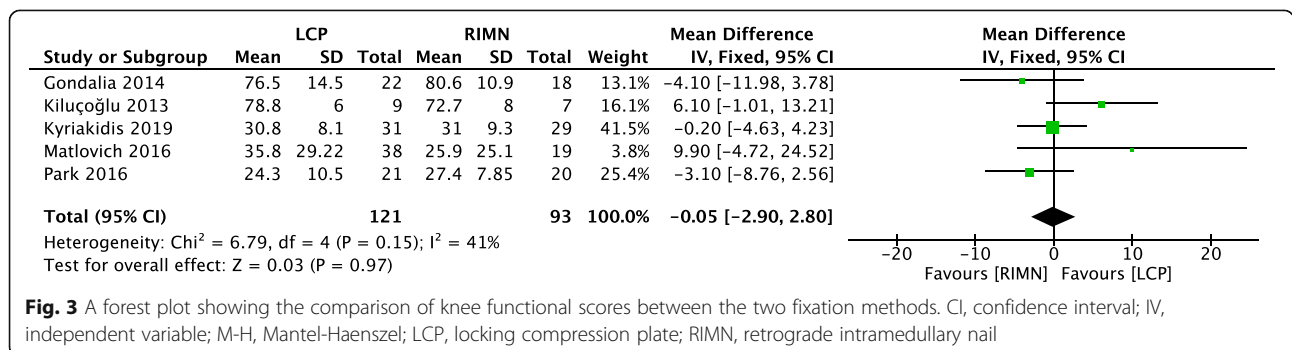 LCP RIMN Mean Difference Mean Difference
Study or Subgroup Mean SD Total Mean SD Total Weight IV, Fixed, 95% CI IV, Fixed, 95% CI
Gondalia 2014 76.5 14.5 22 80.6 10.9 18 13.1% -4.10 [-11.98, 3.78]
Kiluçoğlu 2013 78.8 6 9 72.7 8 7 16.1% 6.10 [-1.01, 13.21]
Kyriakidis 2019 30.8 8.1 31 31 9.3 29 41.5% -0.20 [-4.63, 4.23]
Matlovich 2016 35.8 29.22 38 25.9 25.1 19 3.8% 9.90 [-4.72, 24.52]
Park 2016 24.3 10.5 21 27.4 7.85 20 25.4% -3.10 [-8.76, 2.56]
Total (95% CI) 121 93 100.0% -0.05 [-2.90, 2.80]
Heterogeneity: Chi² = 6.79, df = 4 (P = 0.15); I² = 41%
Test for overall effect: Z = 0.03 (P = 0.97)
-20 -10 0 10 20
Favours [RIMN] Favours [LCP]
Fig. 3 A forest plot showing the comparison of knee functional scores between the two fixation methods. CI, confidence interval; IV,
independent variable; M-H, Mantel-Haenszel; LCP, locking compression plate; RIMN, retrograde intramedullary nail